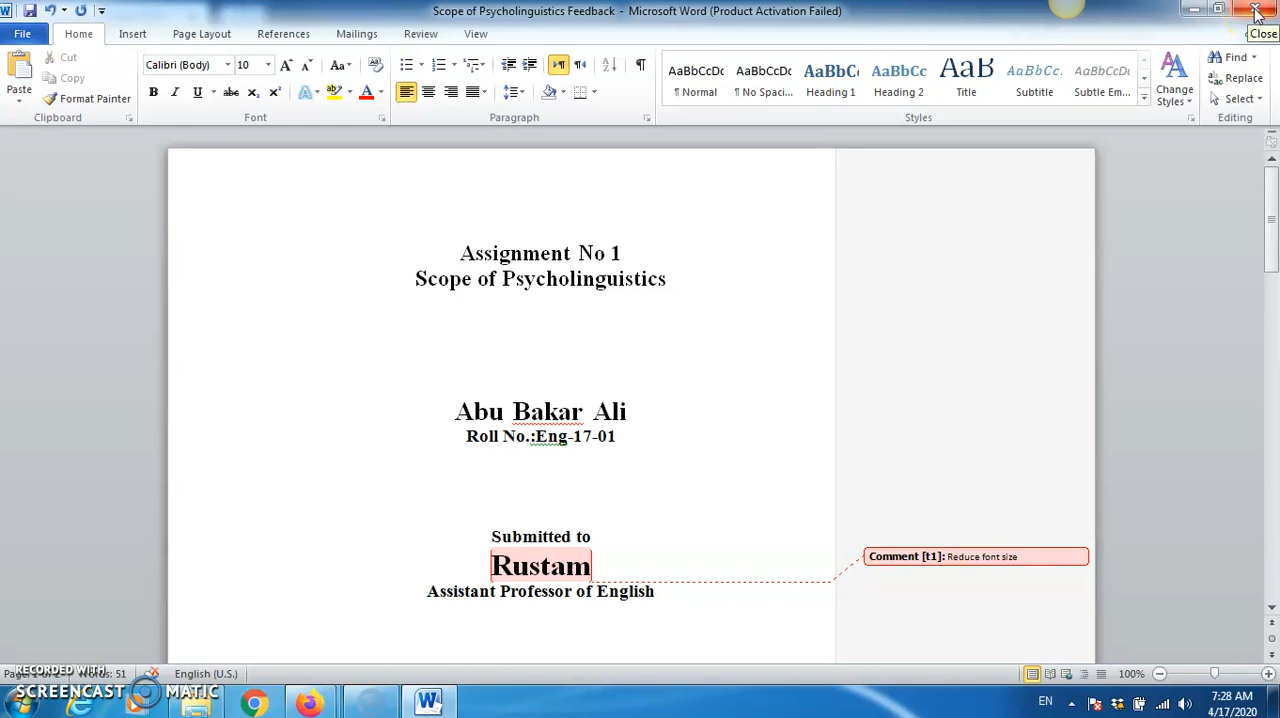 Scope of Psycholinguistics Feedback - Microsoft Word (Product Activation Failed)
File Home Insert Page Layout References Mailings Review View
Close
Paste
Cut
Copy
Format Painter
Clipboard
Calibri (Body) 10
Font
Paragraph
AaBbCcDc AaBbCcDc AaBbC AaBbCc AaB AaBbCc. AaBbCcDc
¶ Normal ¶ No Spaci... Heading 1 Heading 2 Title Subtitle Subtle Em...
Change Styles
Styles
Find
Replace
Select
Editing
Assignment No 1
Scope of Psycholinguistics
Abu Bakar Ali
Roll No.:Eng-17-01
Submitted to
Rustam
Comment [t1]: Reduce font size
Assistant Professor of English
Words: 51 English (U.S.) 100%
RECORDED WITH
SCREENCAST MATIC
EN
7:28 AM
4/17/2020